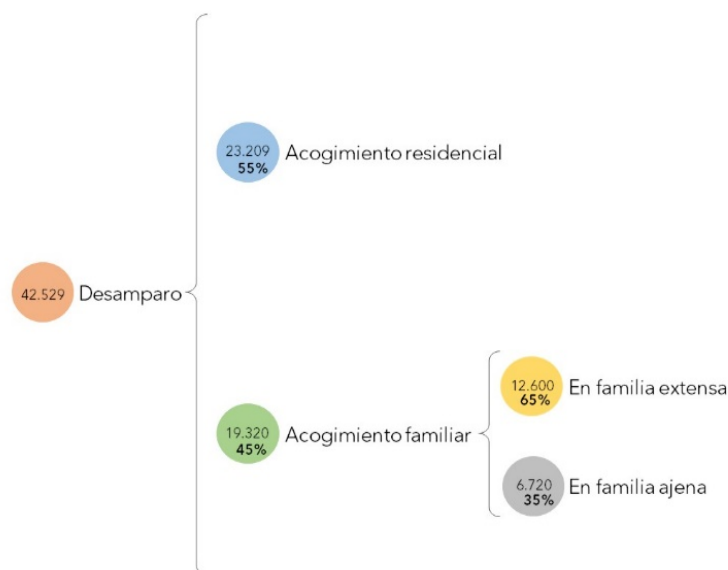 23.209
55%
Acogimiento residencial
42.529
Desamparo
12.600
65%
En familia extensa
19.320
45%
Acogimiento familiar
6.720
35%
En familia ajena